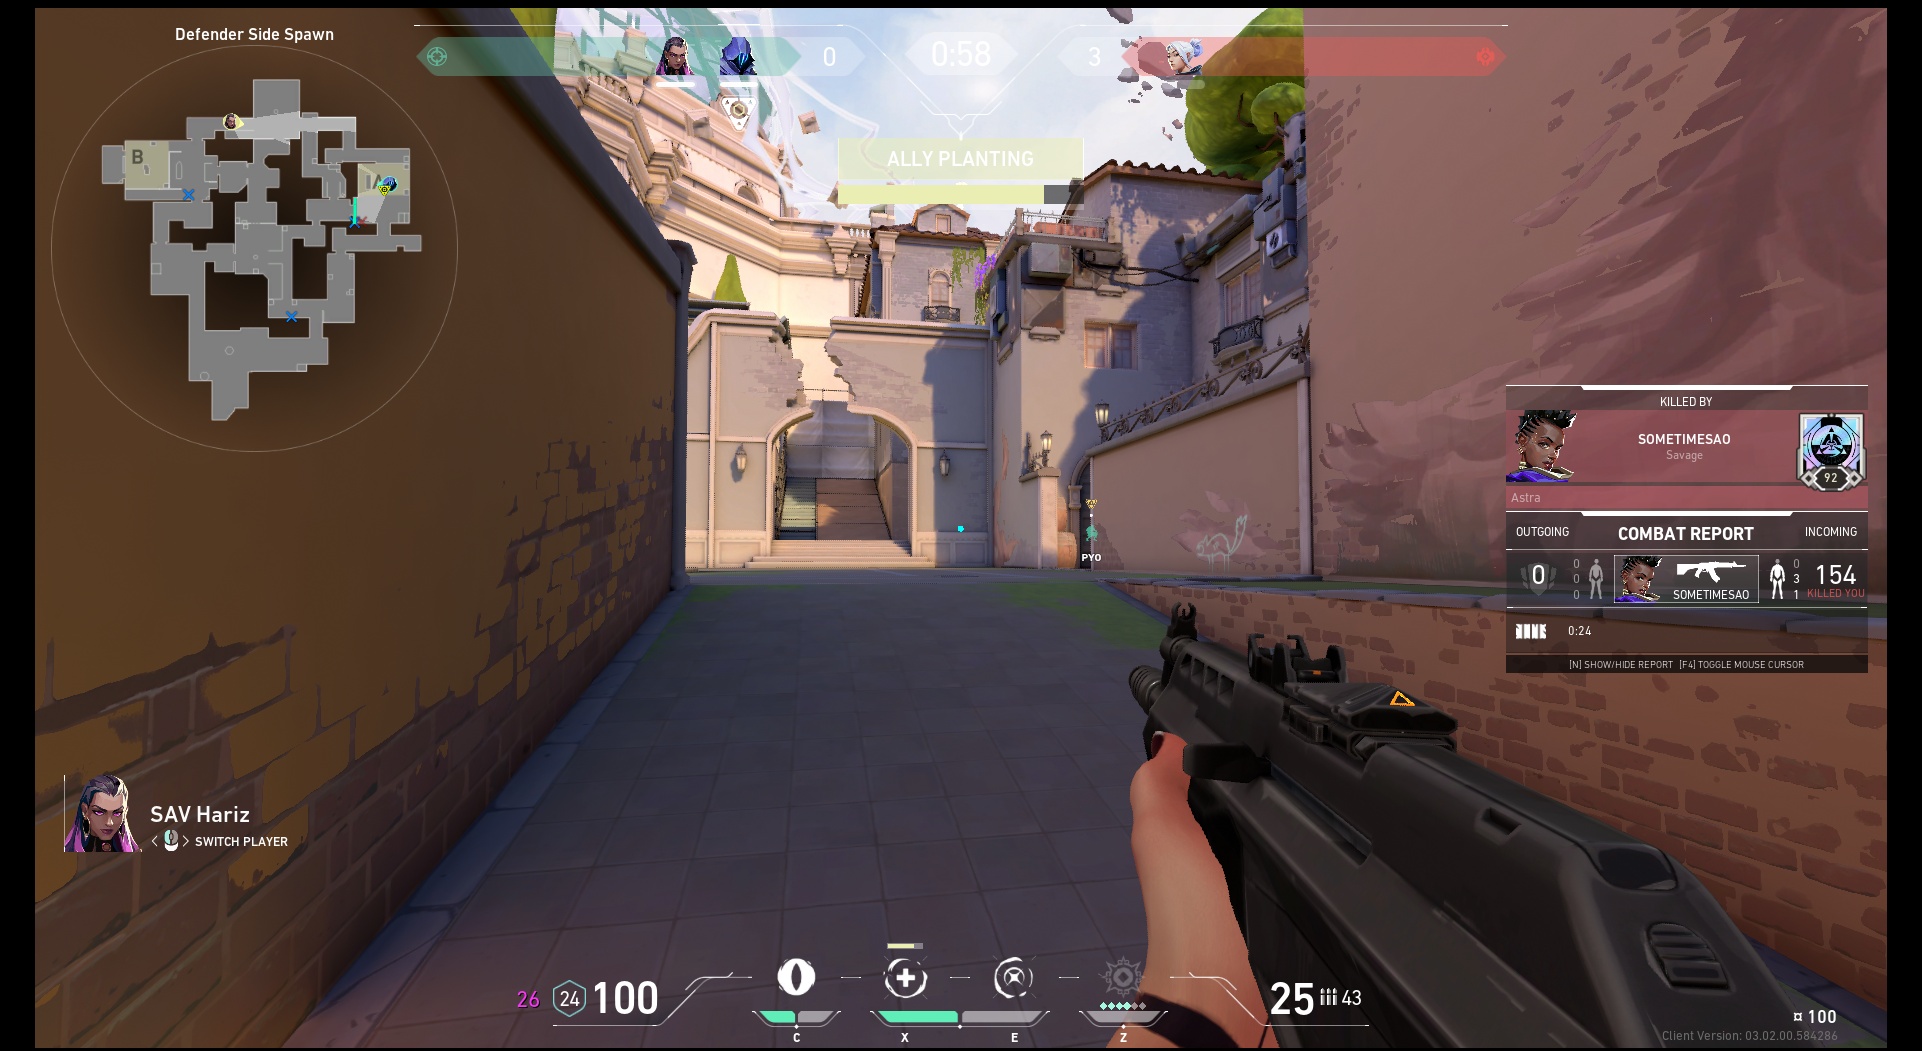 Defender Side Spawn
0
0:58
3
ALLY PLANTING
B
A
KILLED BY
SOMETIMESAO
Savage
92
Astra
OUTGOING
COMBAT REPORT
INCOMING
0
0
0
0
SOMETIMESAO
0
3
1
154
KILLED YOU
0:24
[N] SHOW/HIDE REPORT [F4] TOGGLE MOUSE CURSOR
PYO
SAV Hariz
< > SWITCH PLAYER
26
24
100
25
43
C
X
E
Z
¤ 100
Client Version: 03.02.00.584286